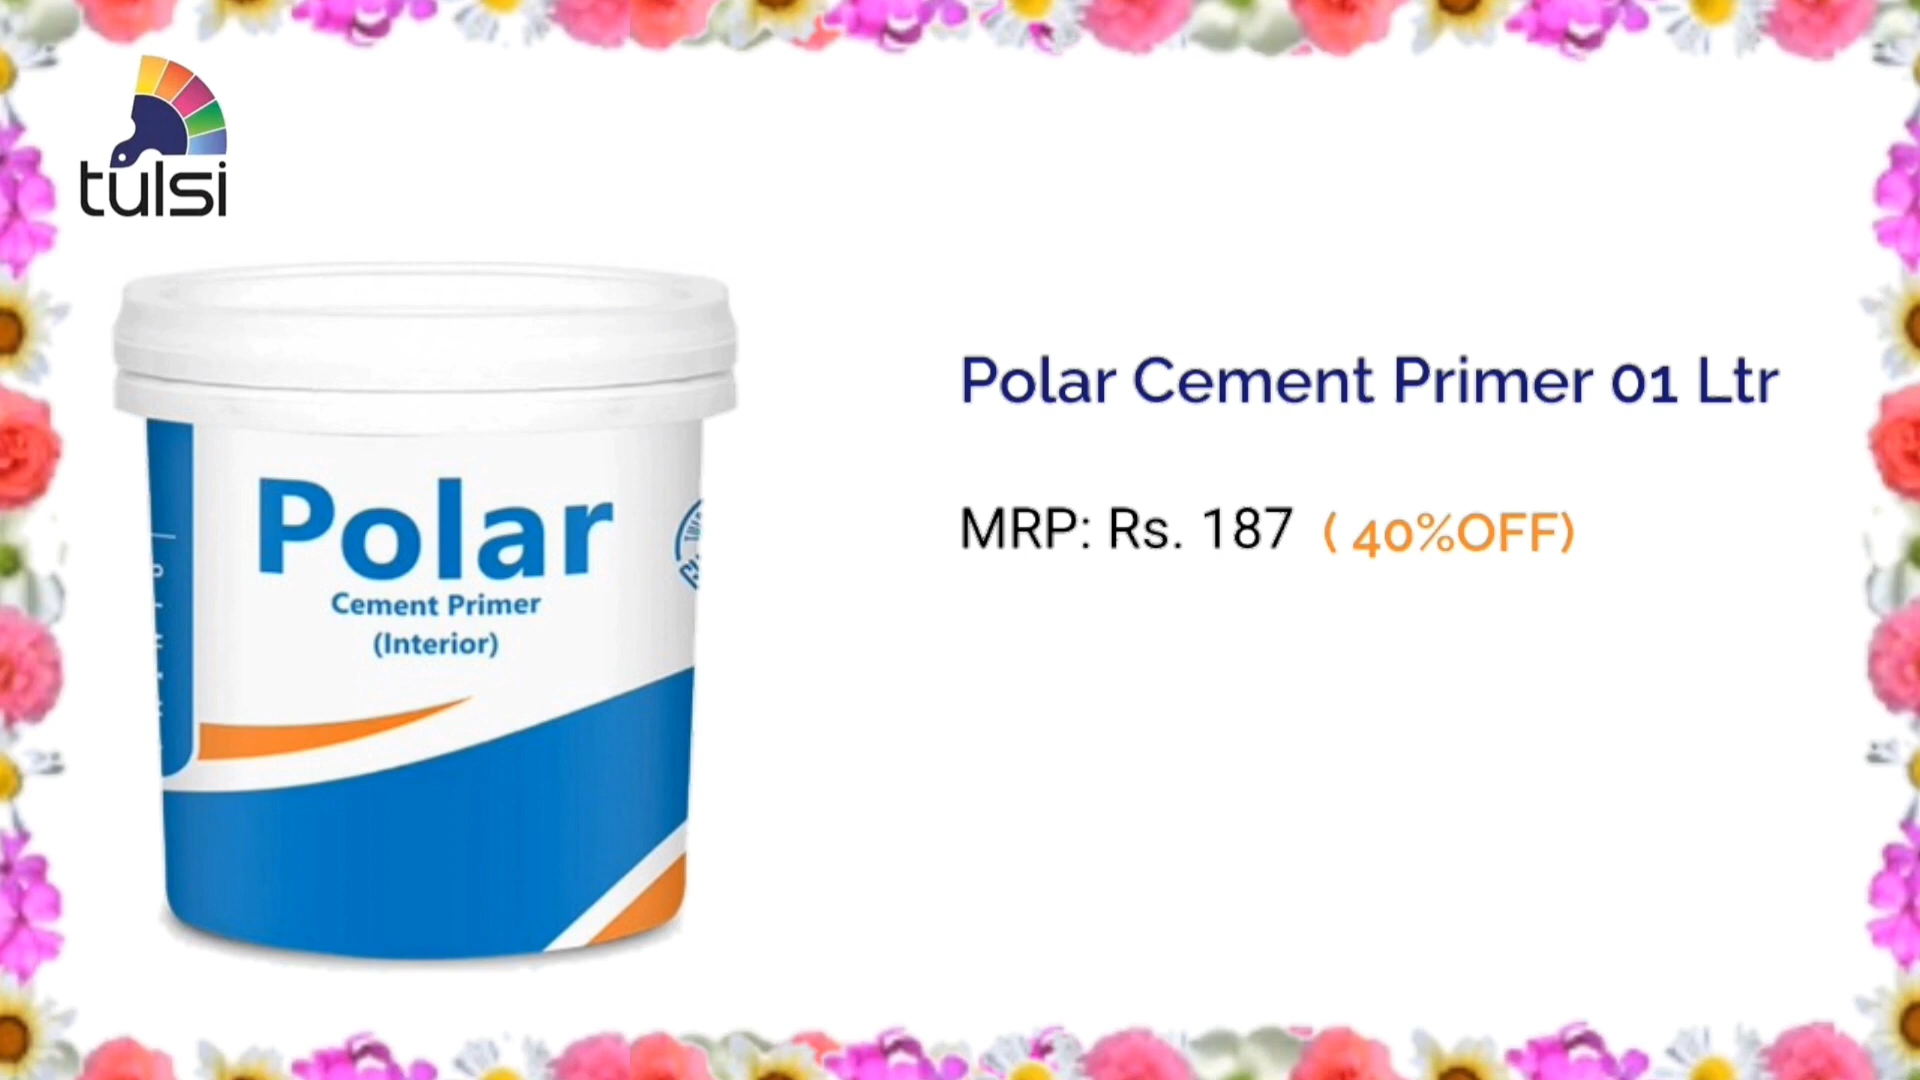 tulsi
Polar
Cement Primer
(Interior)
Polar Cement Primer 01 Ltr
MRP: Rs. 187 ( 40%OFF)